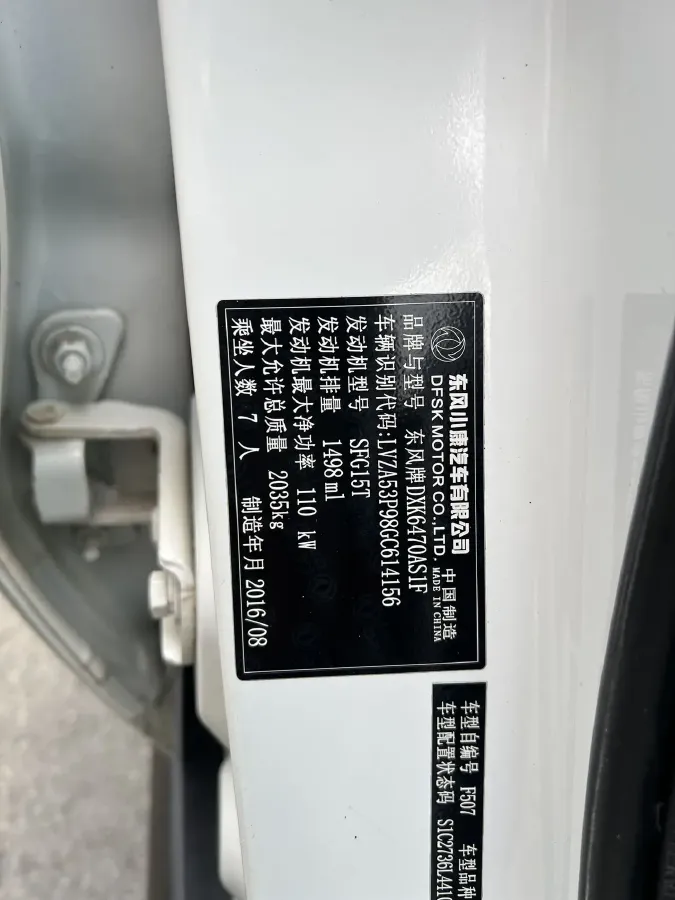 东风小康汽车有限公司 中国制造
DFSK MOTOR CO.,LTD. MADE IN CHINA
品牌与型号 东风牌DXK6470AS1F
车辆识别代码:LVZA53P98GC614156
发动机型号 SFG15T
发动机排量 1498ml
发动机最大净功率 110 kW
最大允许总质量 2035kg
乘坐人数 7 人 制造年月 2016/08
车型自编号 F507 车型品种
车型配置状态码 S1C2736L441C